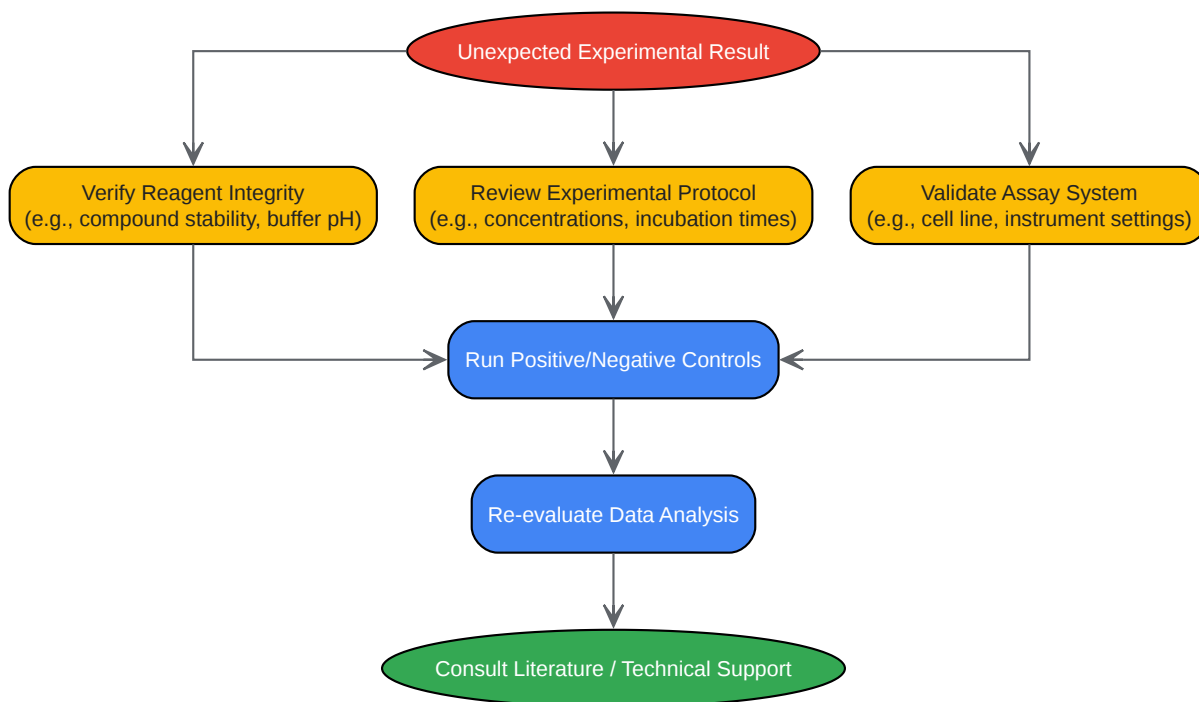 Unexpected Experimental Result
Verify Reagent Integrity
(e.g., compound stability, buffer pH)
Review Experimental Protocol
(e.g., concentrations, incubation times)
Validate Assay System
(e.g., cell line, instrument settings)
Run Positive/Negative Controls
Re-evaluate Data Analysis
Consult Literature / Technical Support